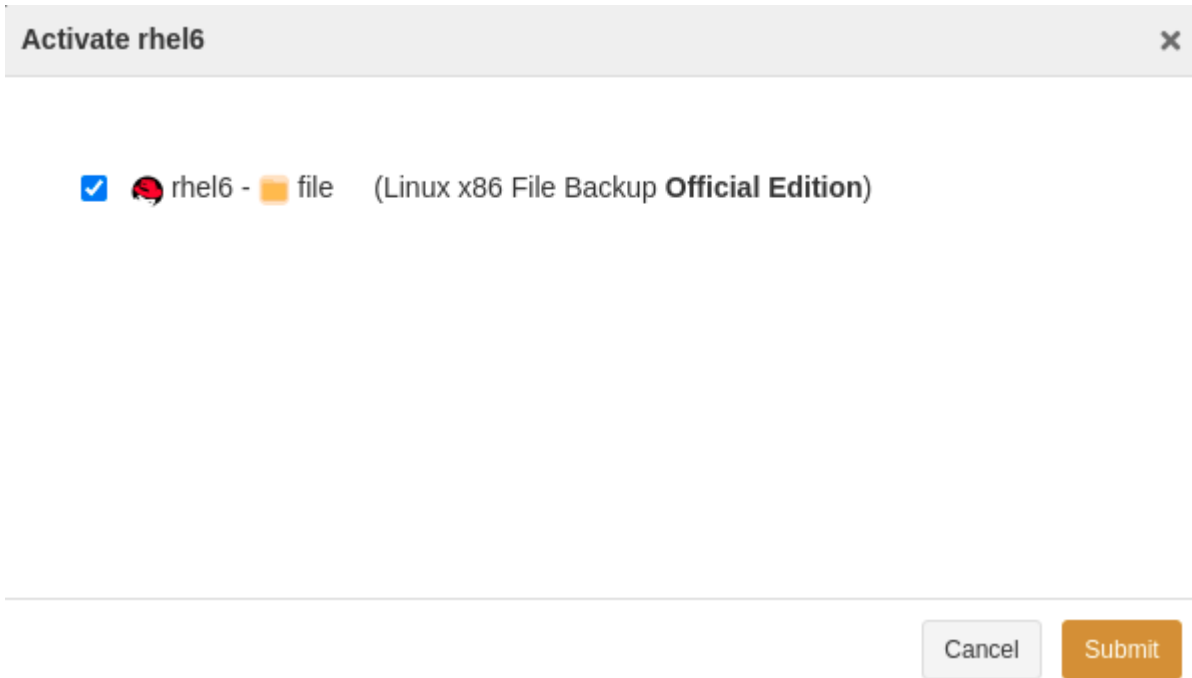 Activate rhel6
rhel6 - file (Linux x86 File Backup Official Edition)
Cancel Submit